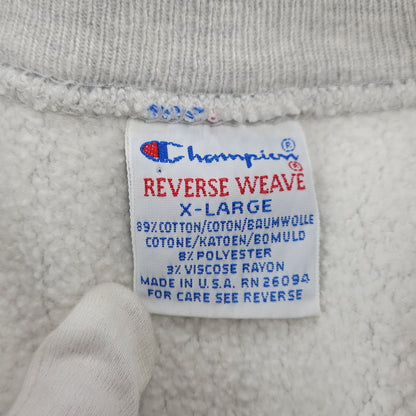 Champion®
REVERSE WEAVE®
X-LARGE
89% COTTON/COTON/BAUMWOLLE
COTONE/KATOEN/BOMULD
8% POLYESTER
3% VISCOSE RAYON
MADE IN U.S.A. RN 26094
FOR CARE SEE REVERSE